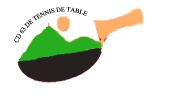 CD 63 DE TENNIS DE TABLE